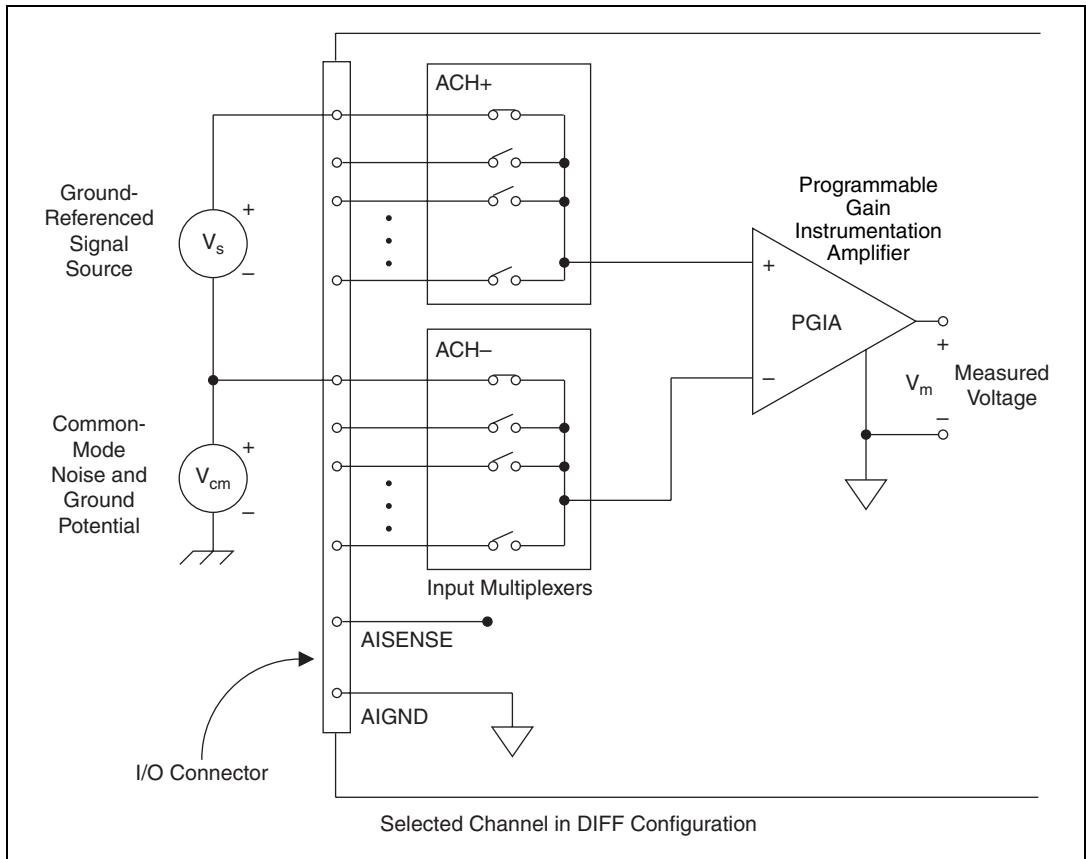 ACH+
Ground-
Referenced
Signal
Source
+
Vs
–
Programmable
Gain
Instrumentation
Amplifier
+
PGIA
–
+
Vm
–
Measured
Voltage
ACH–
Common-
Mode
Noise and
Ground
Potential
+
Vcm
–
Input Multiplexers
AISENSE
AIGND
I/O Connector
Selected Channel in DIFF Configuration